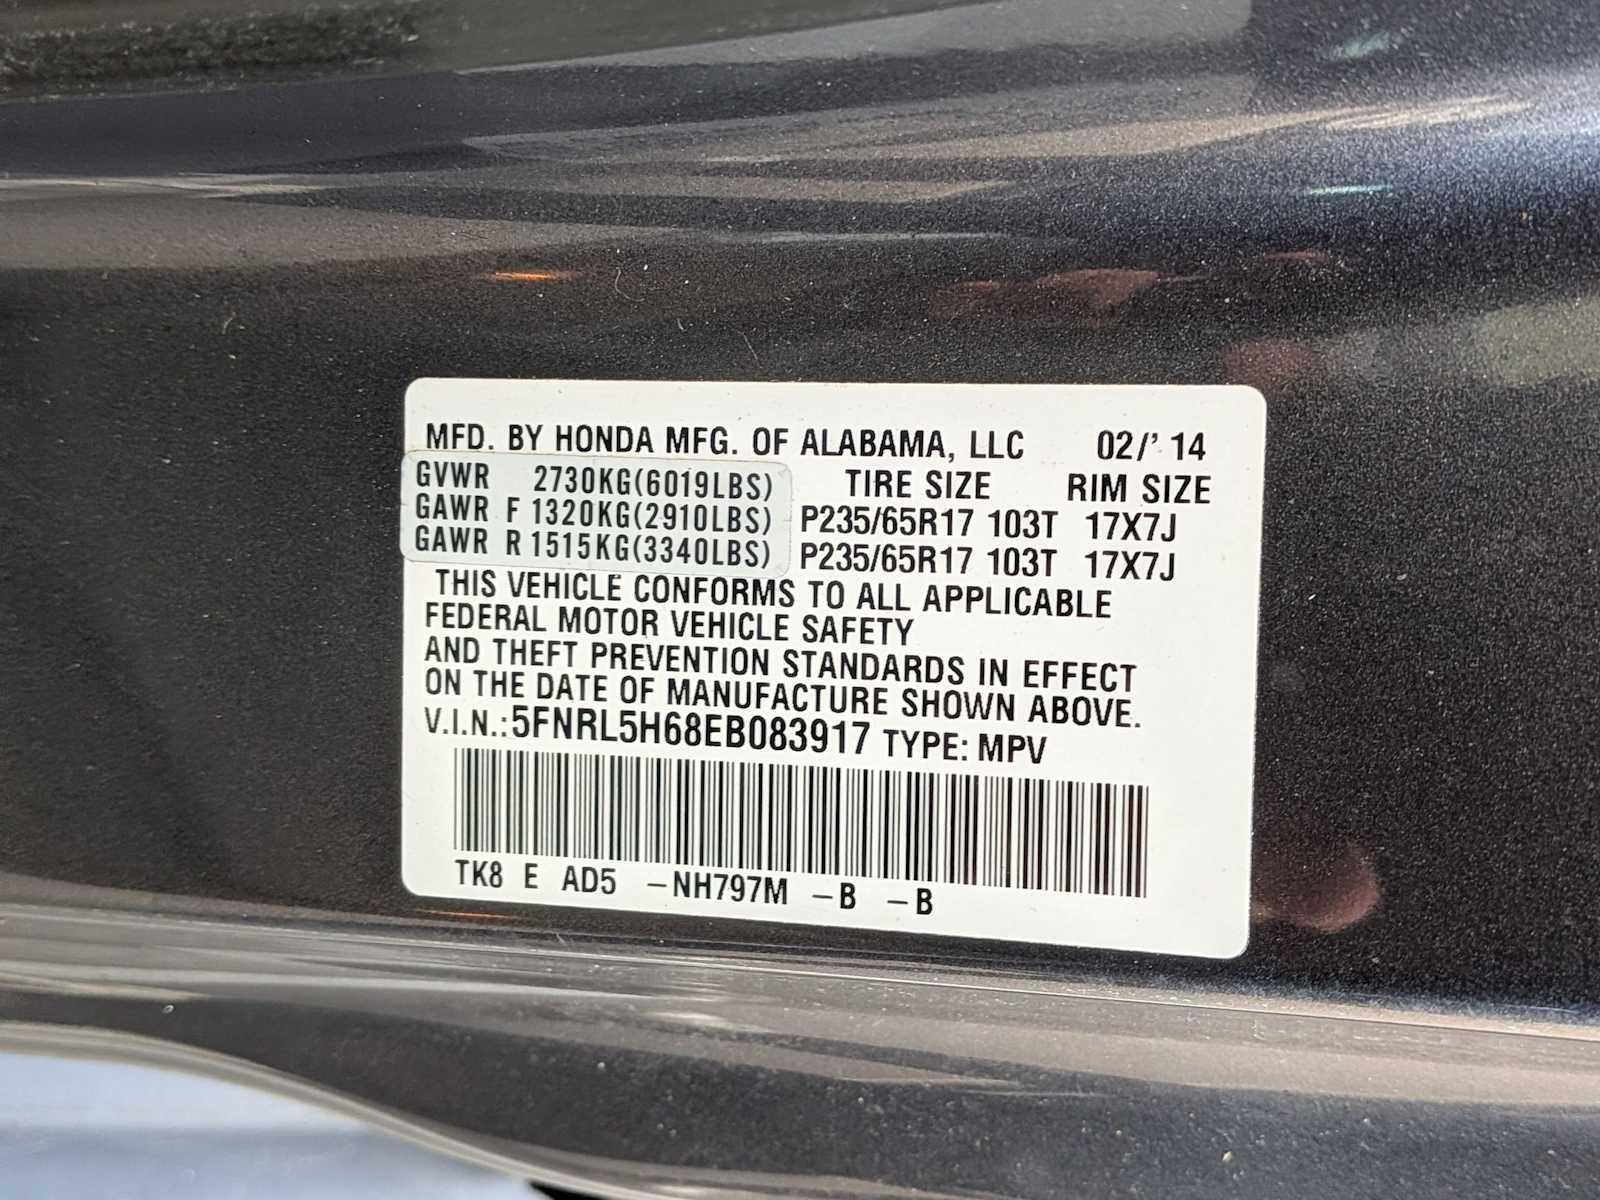 MFD. BY HONDA MFG. OF ALABAMA, LLC 02/' 14
GVWR 2730KG(6019LBS) TIRE SIZE RIM SIZE
GAWR F 1320KG(2910LBS) P235/65R17 103T 17X7J
GAWR R 1515KG(3340LBS) P235/65R17 103T 17X7J
THIS VEHICLE CONFORMS TO ALL APPLICABLE
FEDERAL MOTOR VEHICLE SAFETY
AND THEFT PREVENTION STANDARDS IN EFFECT
ON THE DATE OF MANUFACTURE SHOWN ABOVE.
V.I.N.:5FNRL5H68EB083917 TYPE: MPV
TK8 E AD5 -NH797M -B -B